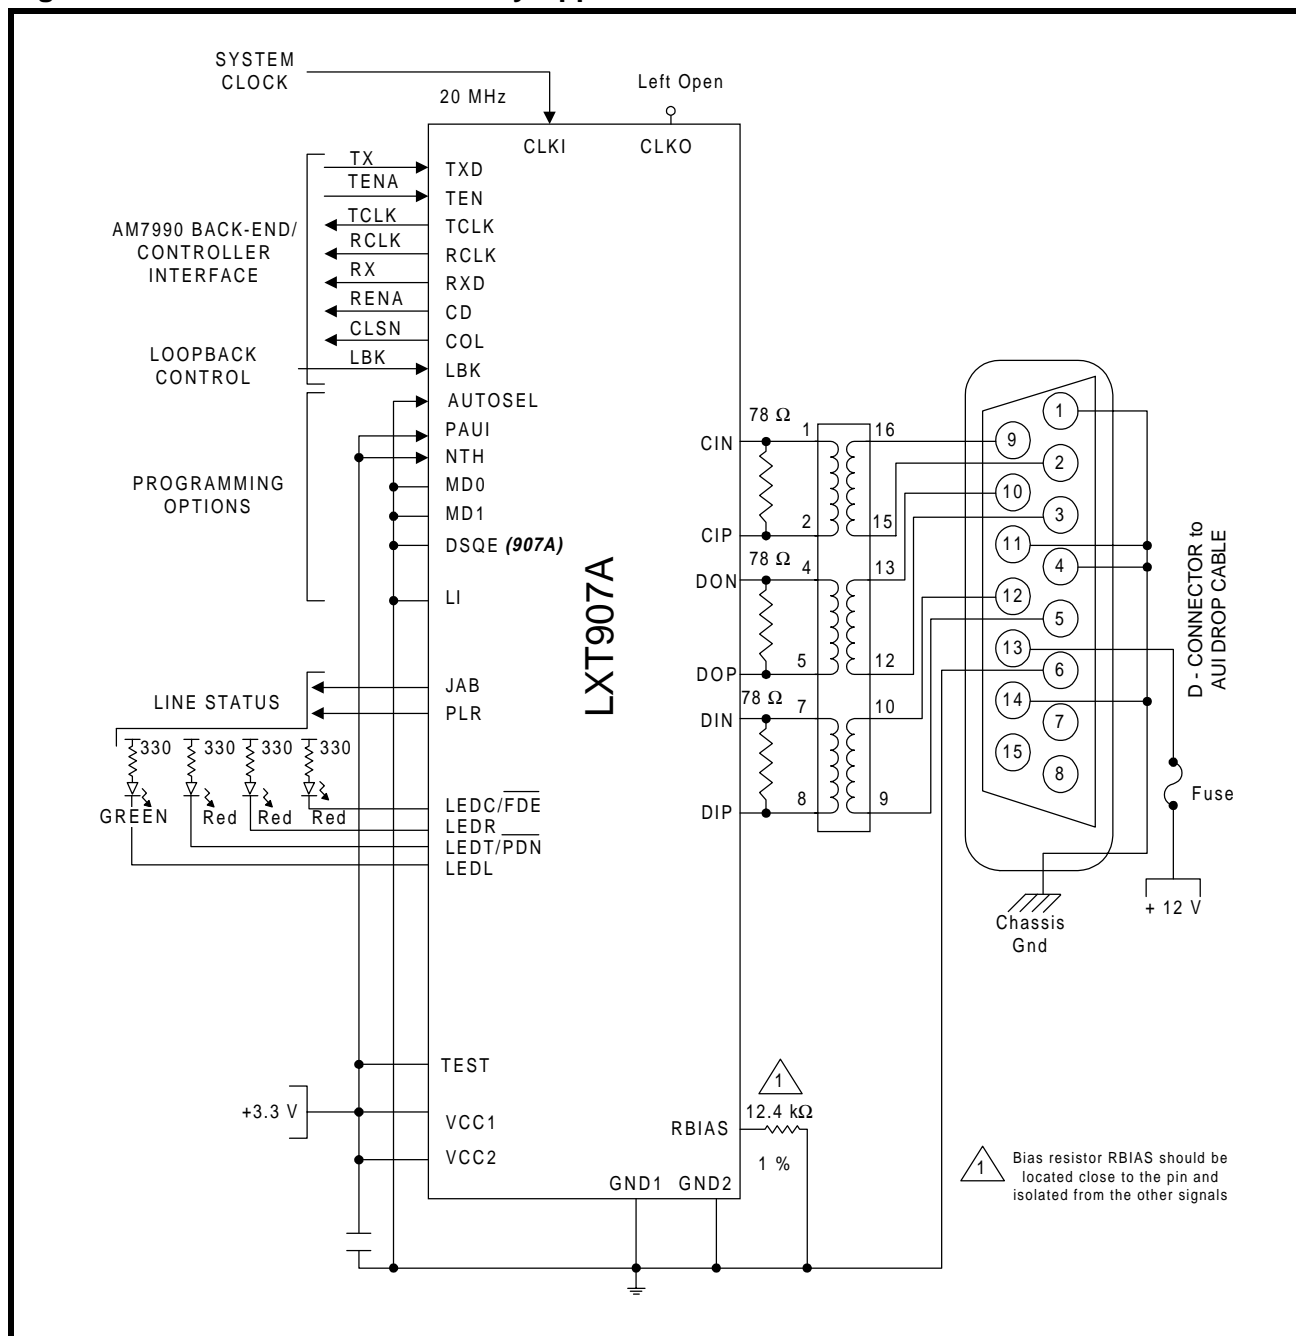 SYSTEM
CLOCK
20 MHz
Left Open
CLKI
CLKO
AM7990 BACK-END/
CONTROLLER
INTERFACE
TX
TENA
TCLK
RCLK
RX
RENA
CLSN
LBK
LOOPBACK
CONTROL
TXD
TEN
TCLK
RCLK
RXD
CD
COL
LBK
AUTOSEL
PAUI
NTH
MD0
MD1
DSQE (907A)
LI
PROGRAMMING
OPTIONS
LINE STATUS
JAB
PLR
330
330
330
330
GREEN
Red
Red
Red
LEDC/FDE
LEDR
LEDT/PDN
LEDL
LXT907A
CIN
CIP
DON
DOP
DIN
DIP
78 Ω
78 Ω
78 Ω
1
2
4
5
7
8
16
15
13
12
10
9
1
9
2
10
3
11
4
12
5
13
6
14
7
15
8
D - CONNECTOR to
AUI DROP CABLE
Fuse
+ 12 V
Chassis
Gnd
TEST
+3.3 V
VCC1
VCC2
GND1
GND2
RBIAS
1
12.4 kΩ
1 %
1
Bias resistor RBIAS should be
located close to the pin and
isolated from the other signals